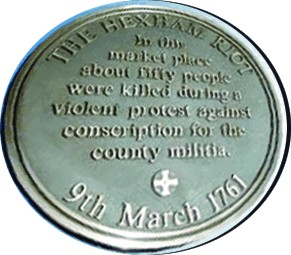 THE HEXHAM RIOT
In this
market place
about fifty people
were killed during a
violent protest against
conscription for the
county militia.
9th March 1761